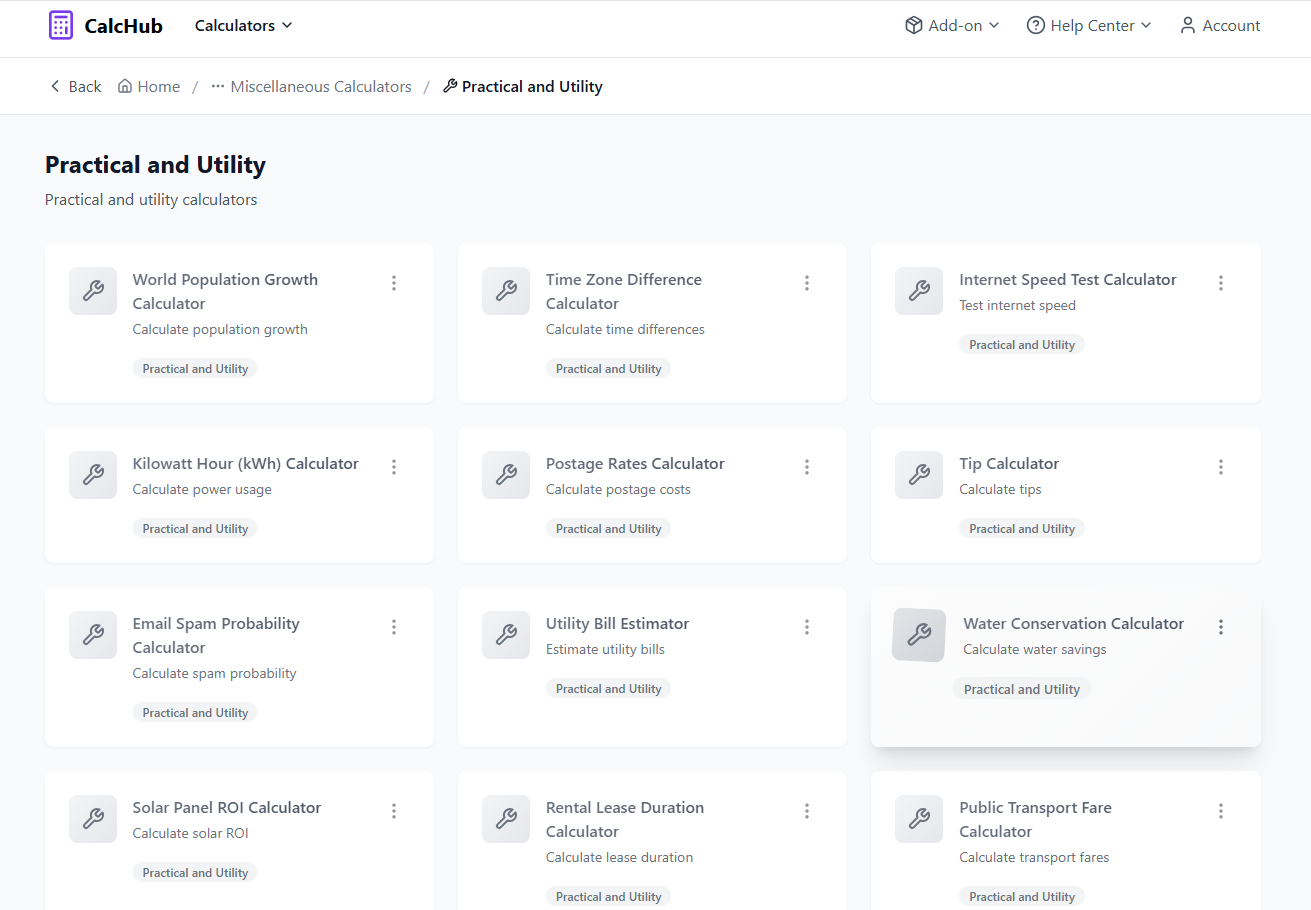 CalcHub
Calculators
Add-on
Help Center
Account
Back
Home
/
Miscellaneous Calculators
/
Practical and Utility
Practical and Utility
Practical and utility calculators
World Population Growth
Calculator
Calculate population growth
Practical and Utility
Time Zone Difference
Calculator
Calculate time differences
Practical and Utility
Internet Speed Test Calculator
Test internet speed
Practical and Utility
Kilowatt Hour (kWh) Calculator
Calculate power usage
Practical and Utility
Postage Rates Calculator
Calculate postage costs
Practical and Utility
Tip Calculator
Calculate tips
Practical and Utility
Email Spam Probability
Calculator
Calculate spam probability
Practical and Utility
Utility Bill Estimator
Estimate utility bills
Practical and Utility
Water Conservation Calculator
Calculate water savings
Practical and Utility
Solar Panel ROI Calculator
Calculate solar ROI
Practical and Utility
Rental Lease Duration
Calculator
Calculate lease duration
Practical and Utility
Public Transport Fare
Calculator
Calculate transport fares
Practical and Utility